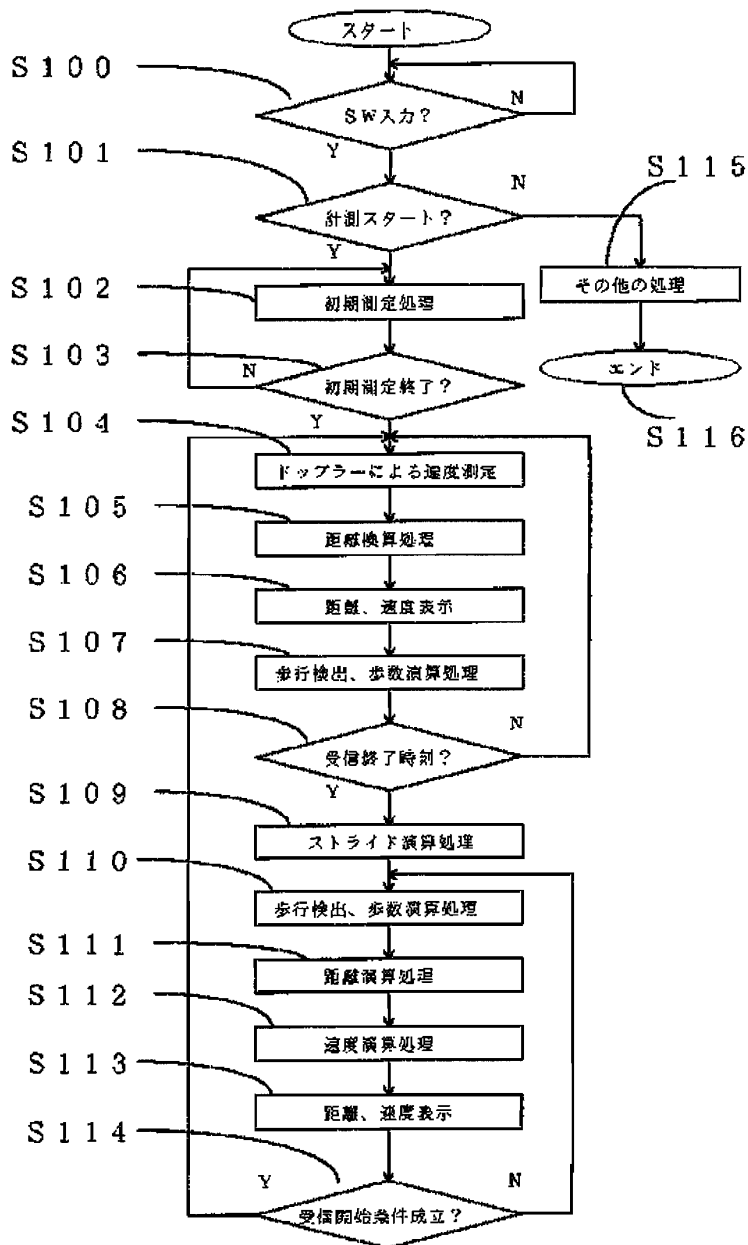 スタート
S100
SW入力?
N
Y
S101
計測スタート?
N
Y
S115
その他の処理
S102
初期測定処理
エンド
S116
S103
初期測定終了?
N
Y
S104
ドップラーによる速度測定
S105
距離換算処理
S106
距離、速度表示
S107
歩行検出、歩数演算処理
S108
受信終了時刻?
N
Y
S109
ストライド演算処理
S110
歩行検出、歩数演算処理
S111
距離演算処理
S112
速度演算処理
S113
距離、速度表示
S114
受信開始条件成立?
Y
N